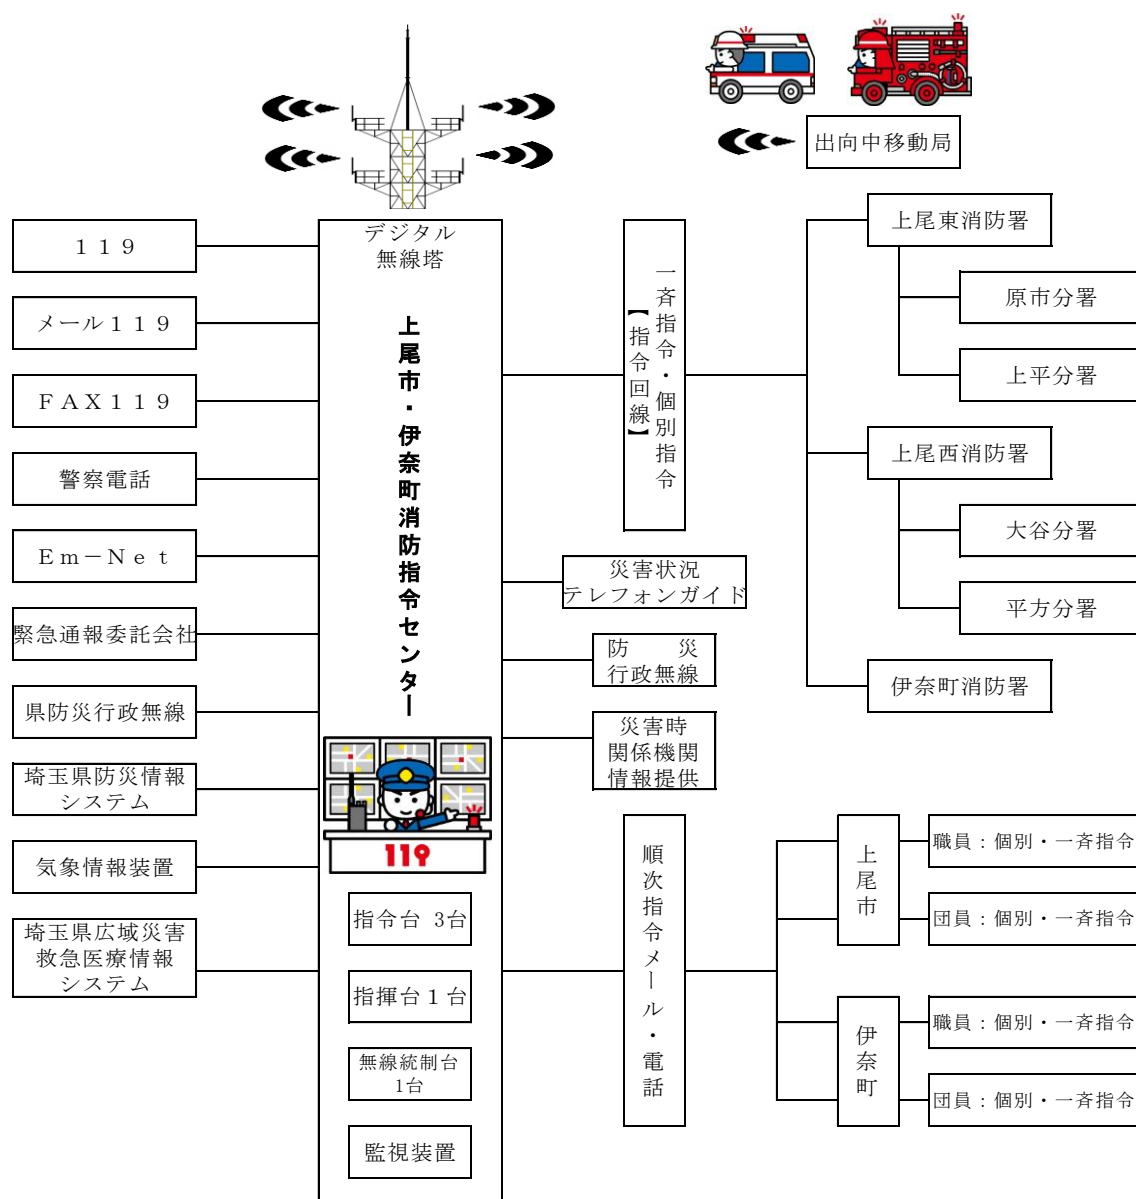 出向中移動局
１１９
メール１１９
ＦＡＸ１１９
警察電話
Ｅｍ－Ｎｅｔ
緊急通報委託会社
県防災行政無線
埼玉県防災情報
システム
気象情報装置
埼玉県広域災害
救急医療情報
システム
デジタル
無線塔
上尾市・伊奈町消防指令センター
119
指令台 3台
指揮台１台
無線統制台
1台
監視装置
一斉指令・個別指令
【指令回線】
災害状況
テレフォンガイド
防　災
行政無線
災害時
関係機関
情報提供
順次指令メール・電話
上尾東消防署
原市分署
上平分署
上尾西消防署
大谷分署
平方分署
伊奈町消防署
上尾市
職員：個別・一斉指令
団員：個別・一斉指令
伊奈町
職員：個別・一斉指令
団員：個別・一斉指令